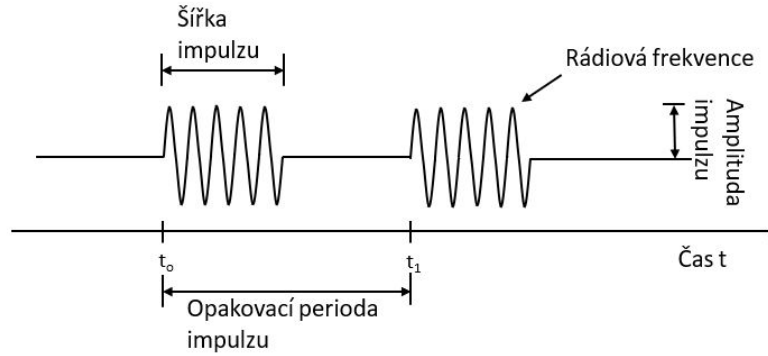 Šířka
impulzu
Rádiová frekvence
Amplituda
impulzu
t₀
t₁
Čas t
Opakovací perioda
impulzu